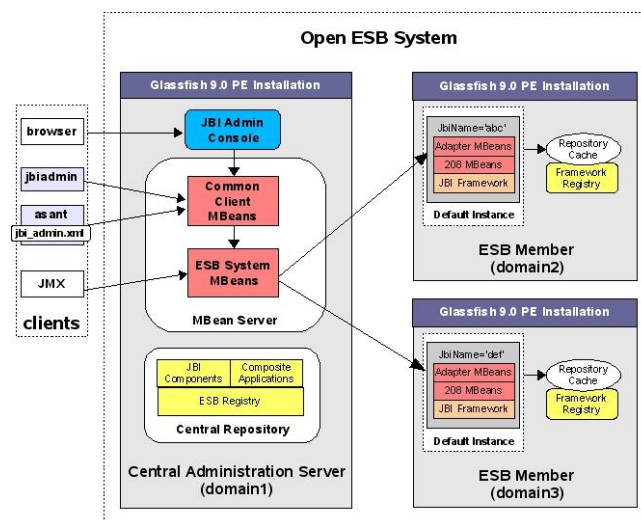 Open ESB System
Glassfish 9.0 PE Installation
browser
jbiadmin
asant
jbi_admin.xml
JMX
clients
JBI Admin
Console
Common
Client
MBeans
ESB System
MBeans
MBean Server
JBI
Components
Composite
Applications
ESB Registry
Central Repository
Central Administration Server
(domain1)
Glassfish 9.0 PE Installation
JbiName='abc'
Adapter MBeans
208 MBeans
JBI Framework
Default Instance
Repository
Cache
Framework
Registry
ESB Member
(domain2)
Glassfish 9.0 PE Installation
JbiName='def'
Adapter MBeans
208 MBeans
JBI Framework
Default Instance
Repository
Cache
Framework
Registry
ESB Member
(domain3)